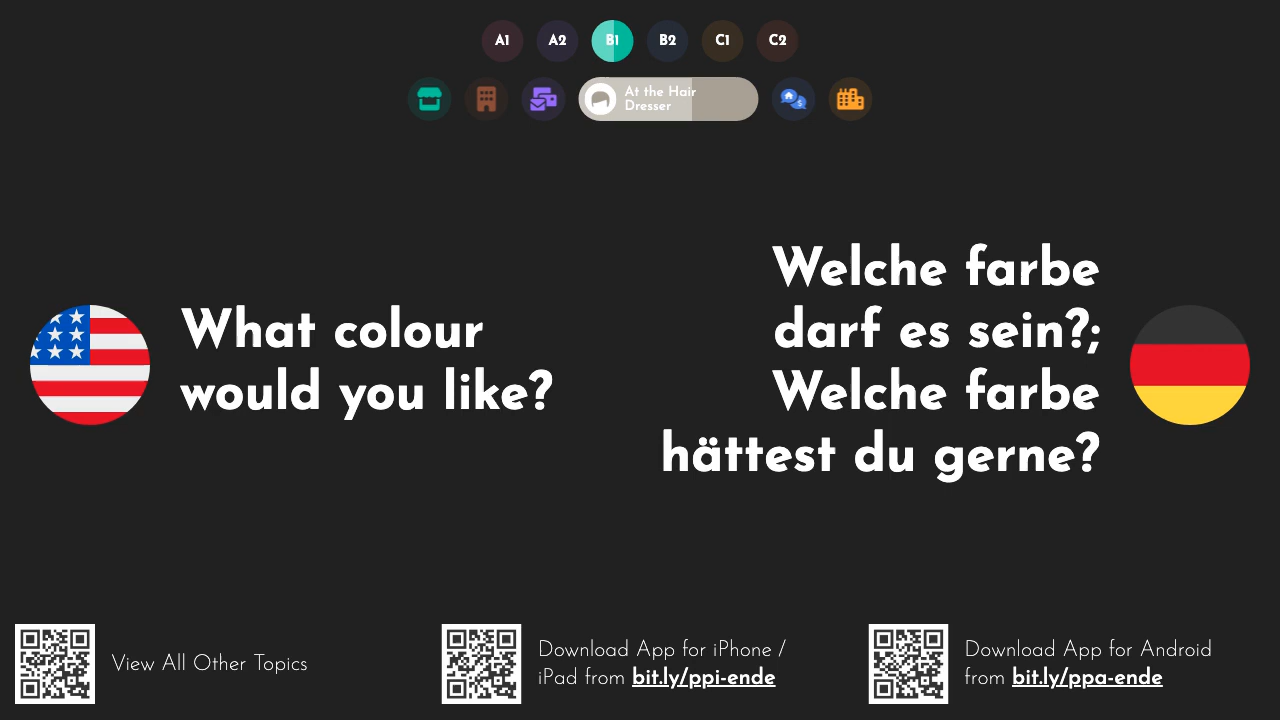 A1 A2 B1 B2 C1 C2
At the Hair
Dresser
What colour
would you like?
Welche farbe
darf es sein?;
Welche farbe
hättest du gerne?
View All Other Topics
Download App for iPhone /
iPad from bit.ly/ppi-ende
Download App for Android
from bit.ly/ppa-ende